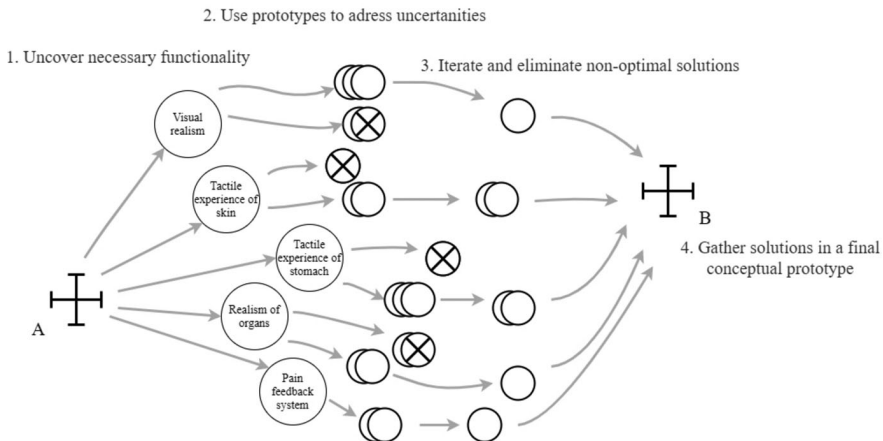 2. Use prototypes to adress uncertanities
1. Uncover necessary functionality
3. Iterate and eliminate non-optimal solutions
Visual
realism
Tactile
experience of
skin
B
Tactile
experience of
stomach
4. Gather solutions in a final
conceptual prototype
A
Realism of
organs
Pain
feedback
system